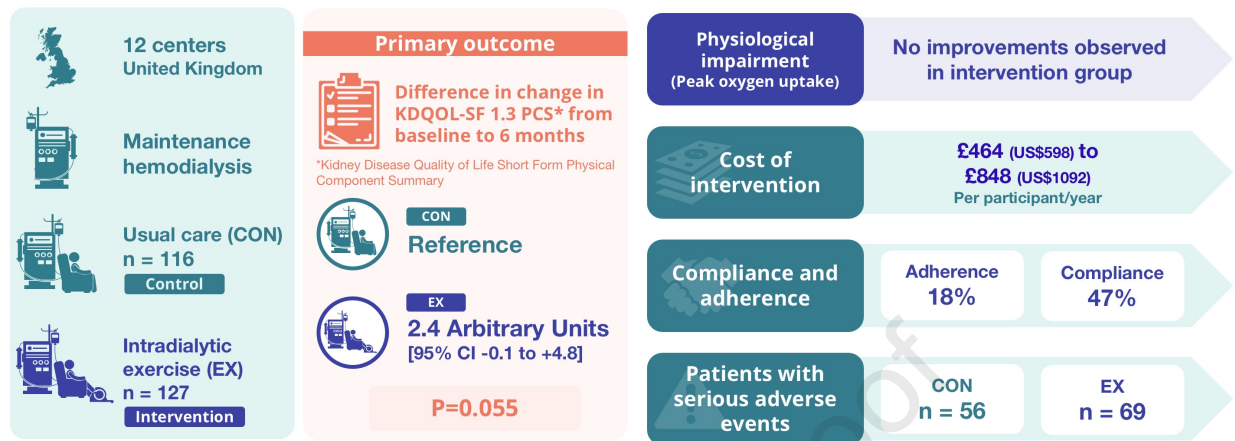 12 centers
United Kingdom
Maintenance
hemodialysis
Usual care (CON)
n = 116
Control
Intradialytic
exercise (EX)
n = 127
Intervention
Primary outcome
Difference in change in
KDQOL-SF 1.3 PCS* from
baseline to 6 months
*Kidney Disease Quality of Life Short Form Physical
Component Summary
CON
Reference
EX
2.4 Arbitrary Units
[95% CI -0.1 to +4.8]
P=0.055
Physiological
impairment
(Peak oxygen uptake)
No improvements observed
in intervention group
Cost of
intervention
£464 (US$598) to
£848 (US$1092)
Per participant/year
Compliance and
adherence
Adherence
18%
Compliance
47%
Patients with
serious adverse
events
CON
n = 56
EX
n = 69